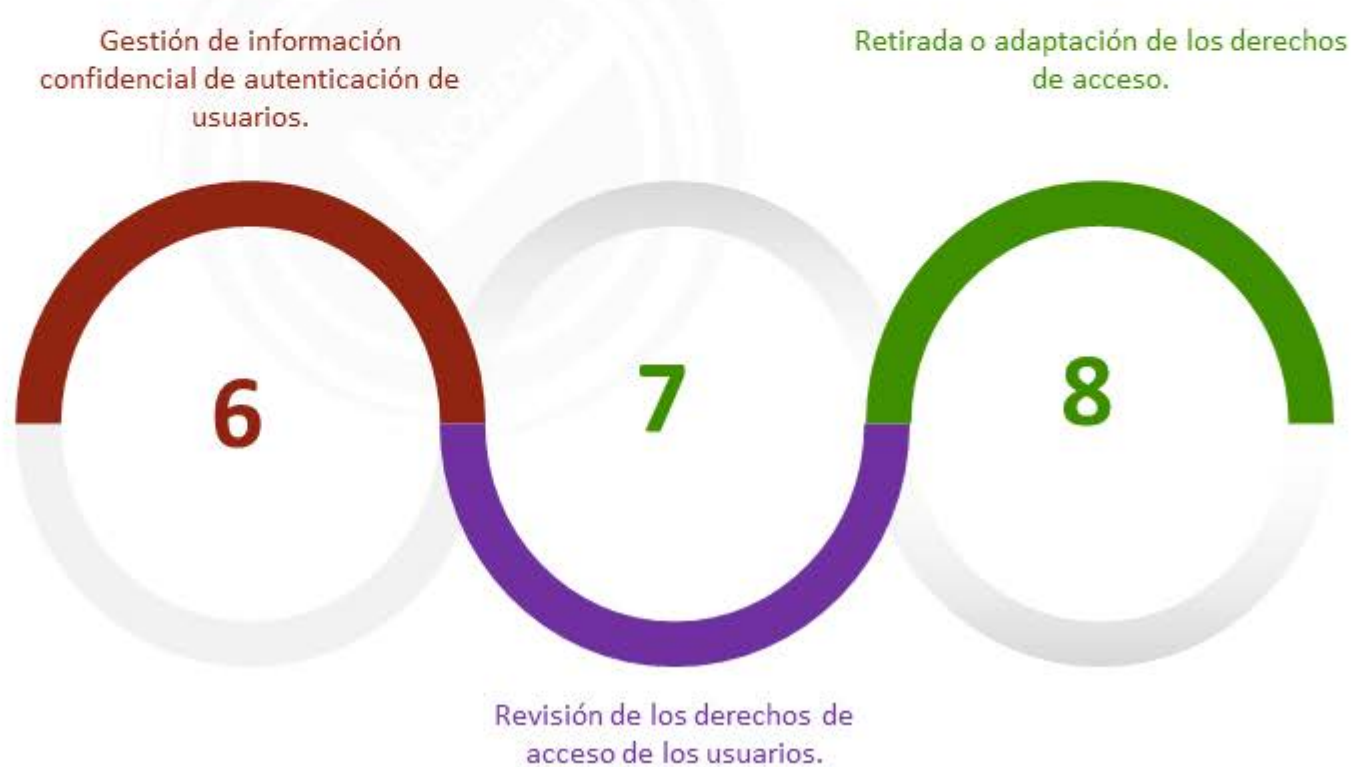 Gestión de información
confidencial de autenticación de
usuarios.
Retirada o adaptación de los derechos
de acceso.
6
7
8
Revisión de los derechos de
acceso de los usuarios.